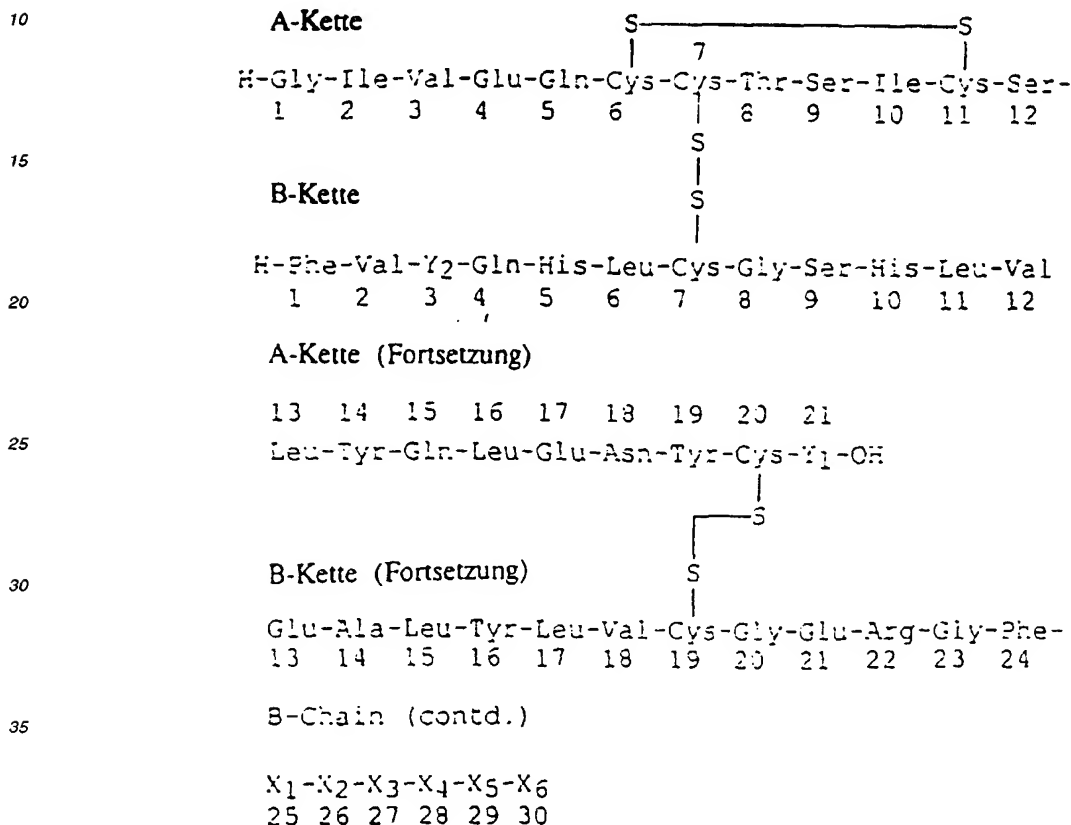 10
A-Kette
S S
7
H-Gly-Ile-Val-Glu-Gln-Cys-Cys-Thr-Ser-Ile-Cys-Ser-
1 2 3 4 5 6 8 9 10 11 12
S
15
B-Kette
S
H-Phe-Val-Y2-Gln-His-Leu-Cys-Gly-Ser-His-Leu-Val
1 2 3 4 5 6 7 8 9 10 11 12
20
A-Kette (Fortsetzung)
13 14 15 16 17 18 19 20 21
25
Leu-Tyr-Gln-Leu-Glu-Asn-Tyr-Cys-Y1-OH
S
B-Kette (Fortsetzung)
S
30
Glu-Ala-Leu-Tyr-Leu-Val-Cys-Gly-Glu-Arg-Gly-Phe-
13 14 15 16 17 18 19 20 21 22 23 24
35
B-Chain (contd.)
X1-X2-X3-X4-X5-X6
25 26 27 28 29 30